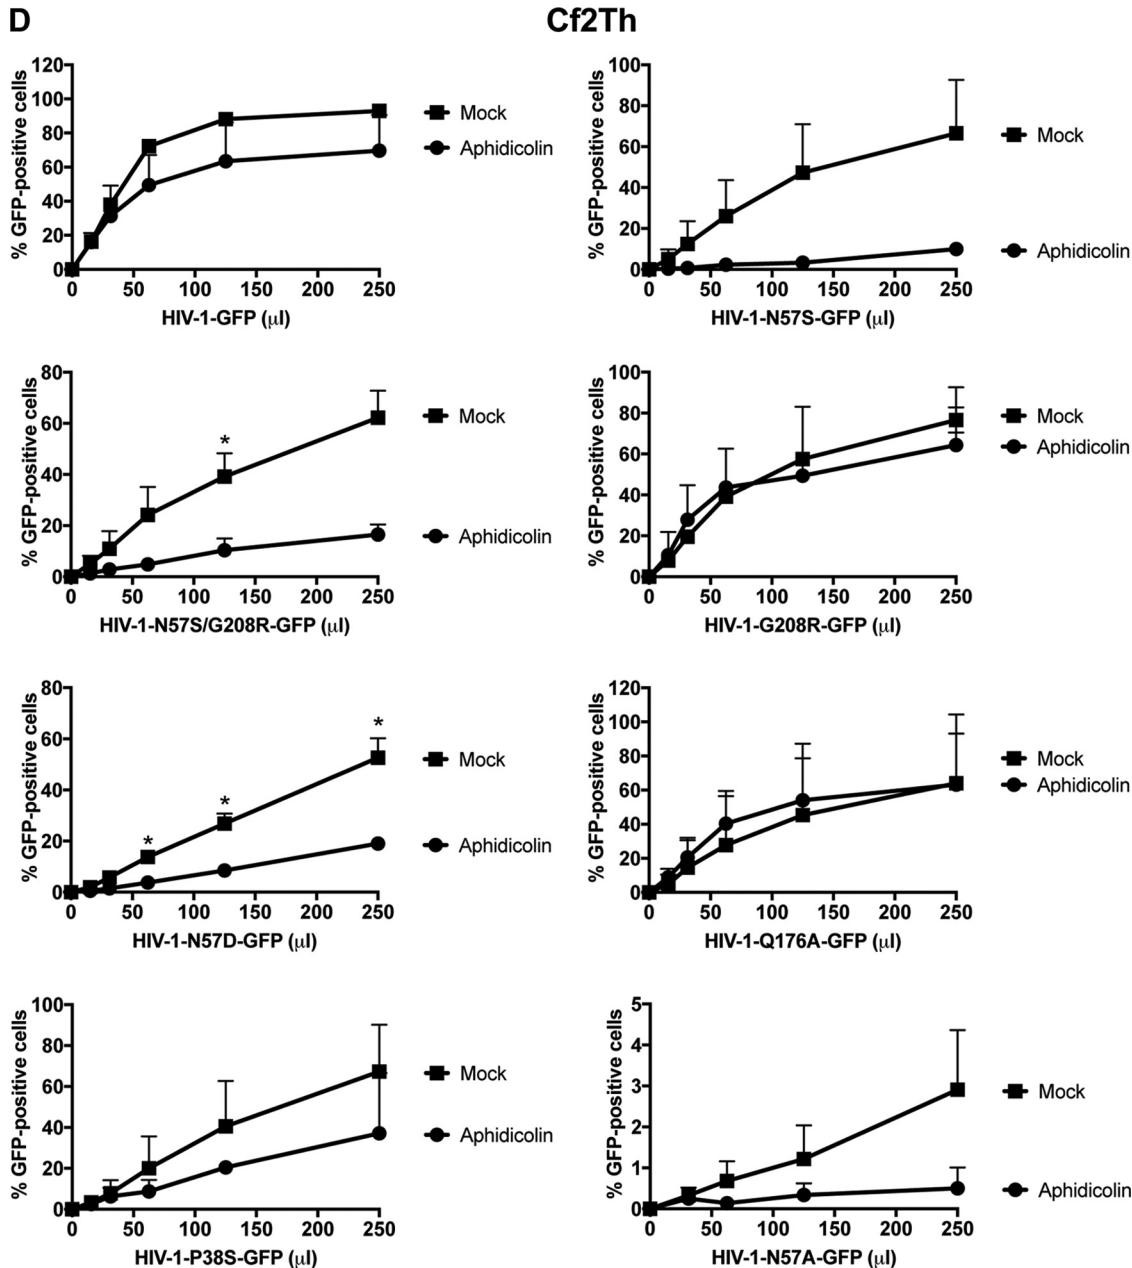 D
Cf2Th
% GFP-positive cells
120
100
80
60
40
20
0
0 50 100 150 200 250
HIV-1-GFP (μl)
Mock
Aphidicolin
% GFP-positive cells
100
80
60
40
20
0
0 50 100 150 200 250
HIV-1-N57S-GFP (μl)
Mock
Aphidicolin
% GFP-positive cells
80
60
40
20
0
*
0 50 100 150 200 250
HIV-1-N57S/G208R-GFP (μl)
Mock
Aphidicolin
% GFP-positive cells
100
80
60
40
20
0
0 50 100 150 200 250
HIV-1-G208R-GFP (μl)
Mock
Aphidicolin
% GFP-positive cells
80
60
40
20
0
* * *
0 50 100 150 200 250
HIV-1-N57D-GFP (μl)
Mock
Aphidicolin
% GFP-positive cells
120
100
80
60
40
20
0
0 50 100 150 200 250
HIV-1-Q176A-GFP (μl)
Mock
Aphidicolin
% GFP-positive cells
100
80
60
40
20
0
0 50 100 150 200 250
HIV-1-P38S-GFP (μl)
Mock
Aphidicolin
% GFP-positive cells
5
4
3
2
1
0
0 50 100 150 200 250
HIV-1-N57A-GFP (μl)
Mock
Aphidicolin